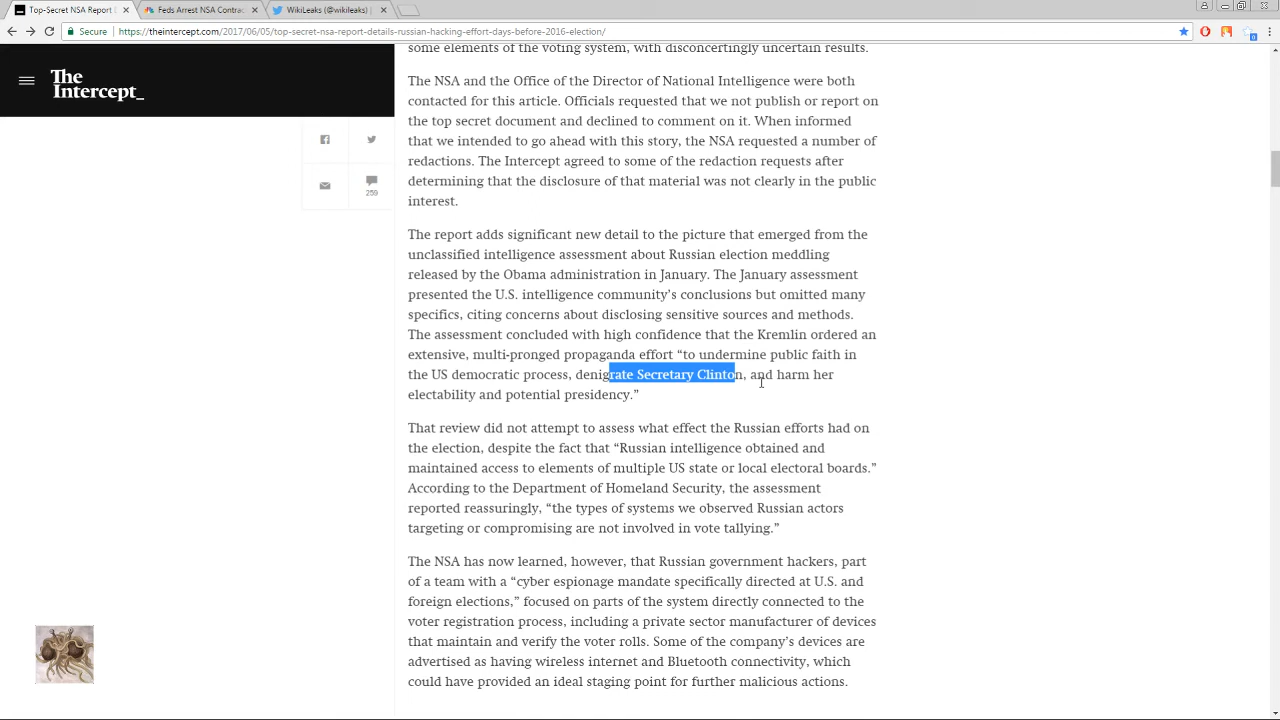 Top-Secret NSA Report D
Feds Arrest NSA Contrac
WikiLeaks (@wikileaks) |
Secure | https://theintercept.com/2017/06/05/top-secret-nsa-report-details-russian-hacking-effort-days-before-2016-election/
The
Intercept_
259
some elements of the voting system, with disconcertingly uncertain results.
The NSA and the Office of the Director of National Intelligence were both
contacted for this article. Officials requested that we not publish or report on
the top secret document and declined to comment on it. When informed
that we intended to go ahead with this story, the NSA requested a number of
redactions. The Intercept agreed to some of the redaction requests after
determining that the disclosure of that material was not clearly in the public
interest.
The report adds significant new detail to the picture that emerged from the
unclassified intelligence assessment about Russian election meddling
released by the Obama administration in January. The January assessment
presented the U.S. intelligence community’s conclusions but omitted many
specifics, citing concerns about disclosing sensitive sources and methods.
The assessment concluded with high confidence that the Kremlin ordered an
extensive, multi-pronged propaganda effort “to undermine public faith in
the US democratic process, denigrate Secretary Clinton, and harm her
electability and potential presidency.”
That review did not attempt to assess what effect the Russian efforts had on
the election, despite the fact that “Russian intelligence obtained and
maintained access to elements of multiple US state or local electoral boards.”
According to the Department of Homeland Security, the assessment
reported reassuringly, “the types of systems we observed Russian actors
targeting or compromising are not involved in vote tallying.”
The NSA has now learned, however, that Russian government hackers, part
of a team with a “cyber espionage mandate specifically directed at U.S. and
foreign elections,” focused on parts of the system directly connected to the
voter registration process, including a private sector manufacturer of devices
that maintain and verify the voter rolls. Some of the company’s devices are
advertised as having wireless internet and Bluetooth connectivity, which
could have provided an ideal staging point for further malicious actions.